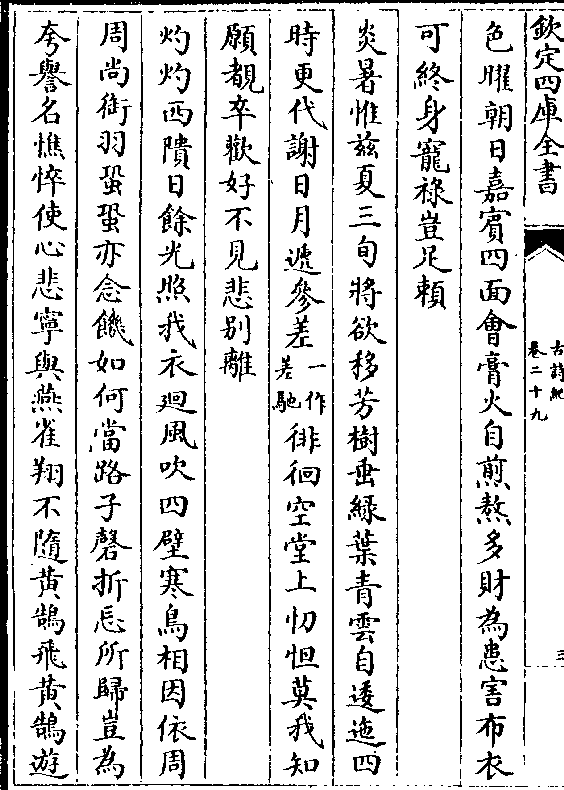 欽定四庫全書
古詩紀
卷二十九
三
色曜朝日嘉賓四面會膏火自煎熬多財為患害布衣
可終身寵祿豈足頼
炎暑惟兹夏三旬將欲移芳樹垂緑葉青雲自逶迤四
時更代謝日月遞參差一作差馳徘徊空堂上忉怛莫我知
願覩卒歡好不見悲别離
灼灼西隤日餘光照我衣廻風吹四壁寒鳥相因依周
周尚銜羽蛩蛩亦念饑如何當路子磬折忘所歸豈為
夸譽名憔悴使心悲寧與燕雀翔不隨黄鵠飛黄鵠遊